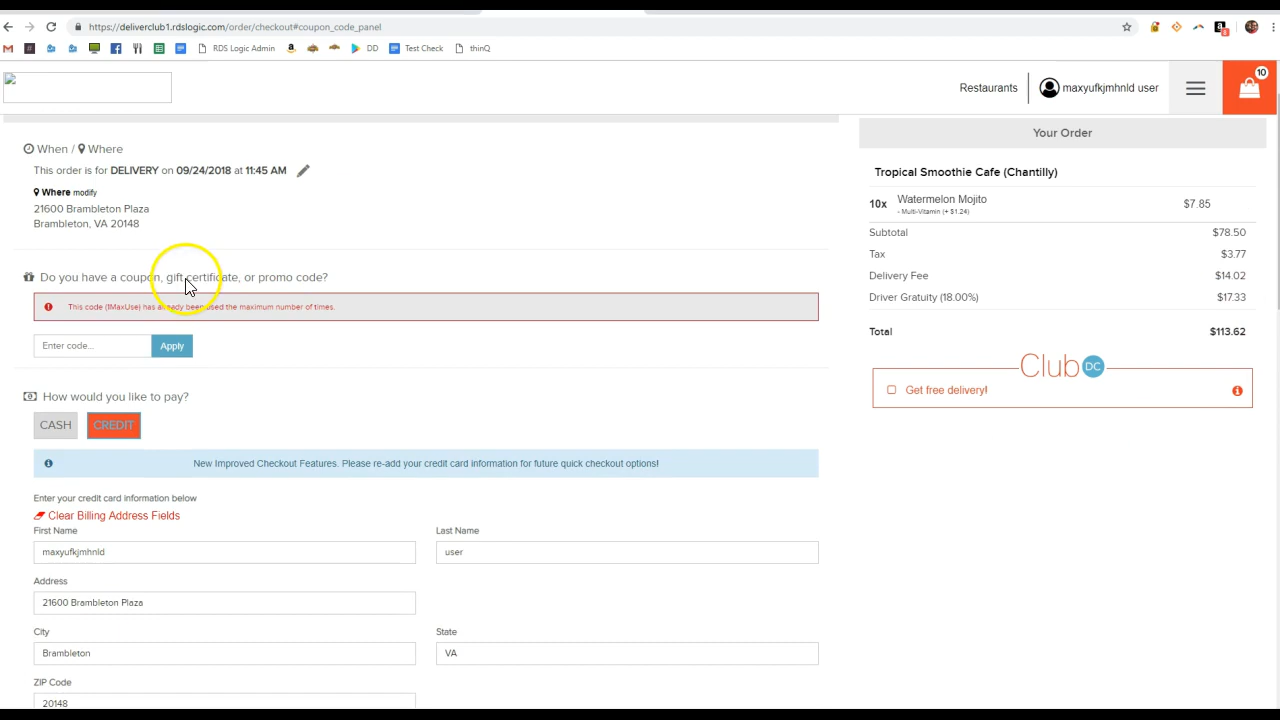 https://deliverclub1.rdslogic.com/order/checkout#coupon_code_panel
RDS Logic Admin DD Test Check thinQ
Restaurants maxyufkjmhnld user 10
When / Where
This order is for DELIVERY on 09/24/2018 at 11:45 AM
Where modify
21600 Brambleton Plaza
Brambleton, VA 20148
Do you have a coupon, gift certificate, or promo code?
This code (IMaxUse) has already been used the maximum number of times.
Enter code... Apply
How would you like to pay?
CASH CREDIT
New Improved Checkout Features. Please re-add your credit card information for future quick checkout options!
Enter your credit card information below
Clear Billing Address Fields
First Name Last Name
maxyufkjmhnld user
Address
21600 Brambleton Plaza
City State
Brambleton VA
ZIP Code
20148
Your Order
Tropical Smoothie Cafe (Chantilly)
10x Watermelon Mojito $7.85
- Multi-Vitamin (+ $1.24)
Subtotal $78.50
Tax $3.77
Delivery Fee $14.02
Driver Gratuity (18.00%) $17.33
Total $113.62
Club DC
Get free delivery!